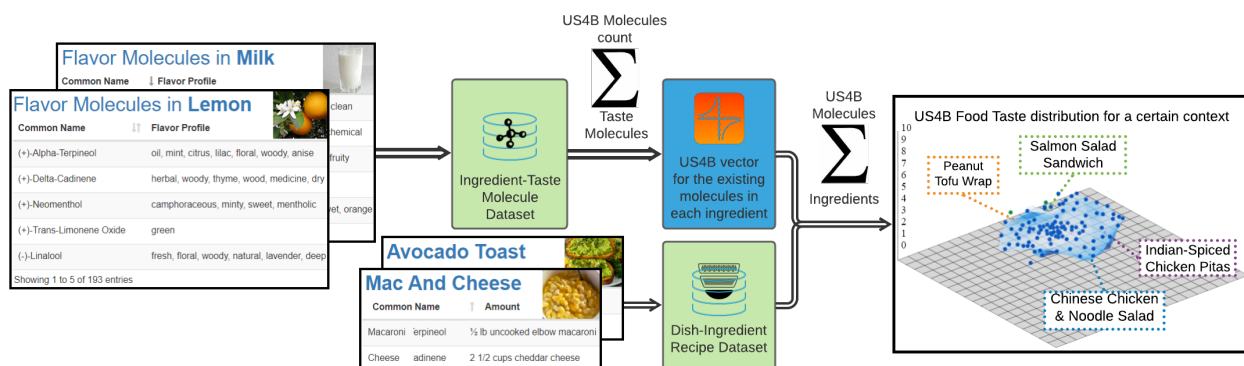 Flavor Molecules in Milk
Common Name Flavor Profile
clean
chemical
fruity
vet, orange
Flavor Molecules in Lemon
Common Name Flavor Profile
(+)-Alpha-Terpineol oil, mint, citrus, lilac, floral, woody, anise
(+)-Delta-Cadinene herbal, woody, thyme, wood, medicine, dry
(+)-Neomenthol camphoraceous, minty, sweet, mentholic
(+)-Trans-Limonene Oxide green
(-)-Linalool fresh, floral, woody, natural, lavender, deep
Showing 1 to 5 of 193 entries
Avocado Toast
Mac And Cheese
Common Name Amount
Macaroni erpineol ½ lb uncooked elbow macaroni
Cheese adinene 2 1/2 cups cheddar cheese
Ingredient-Taste
Molecule
Dataset
US4B Molecules
count
∑
Taste
Molecules
US4B vector
for the existing
molecules in
each ingredient
Dish-Ingredient
Recipe Dataset
US4B
Molecules
∑
Ingredients
US4B Food Taste distribution for a certain context
10
9
8
7
6
5
4
3
2
1
0
Peanut
Tofu Wrap
Salmon Salad
Sandwich
Indian-Spiced
Chicken Pitas
Chinese Chicken
& Noodle Salad